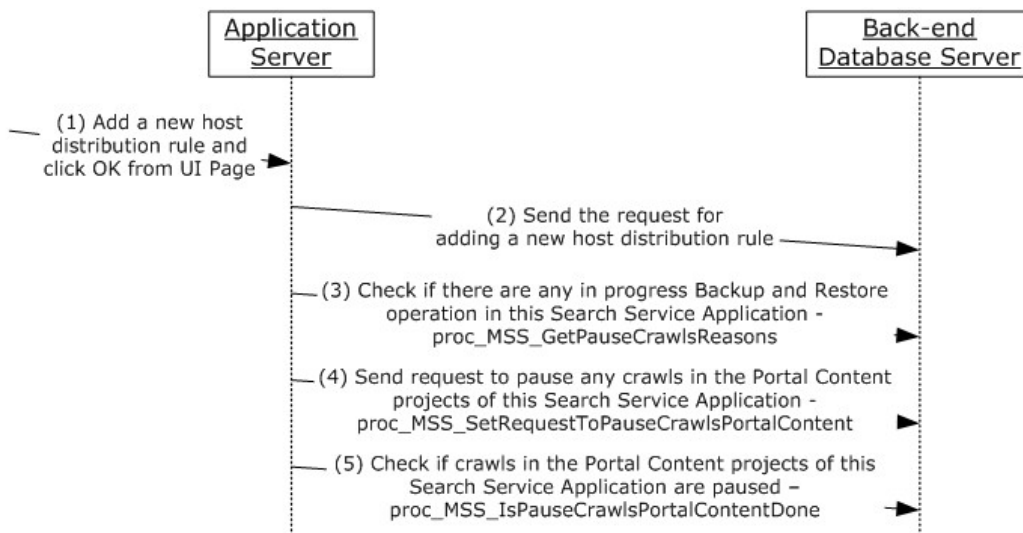 Application
Server
Back-end
Database Server
(1) Add a new host
distribution rule and
click OK from UI Page
(2) Send the request for
adding a new host distribution rule
(3) Check if there are any in progress Backup and Restore
operation in this Search Service Application -
proc_MSS_GetPauseCrawlsReasons
(4) Send request to pause any crawls in the Portal Content
projects of this Search Service Application -
proc_MSS_SetRequestToPauseCrawlsPortalContent
(5) Check if crawls in the Portal Content projects of this
Search Service Application are paused –
proc_MSS_IsPauseCrawlsPortalContentDone